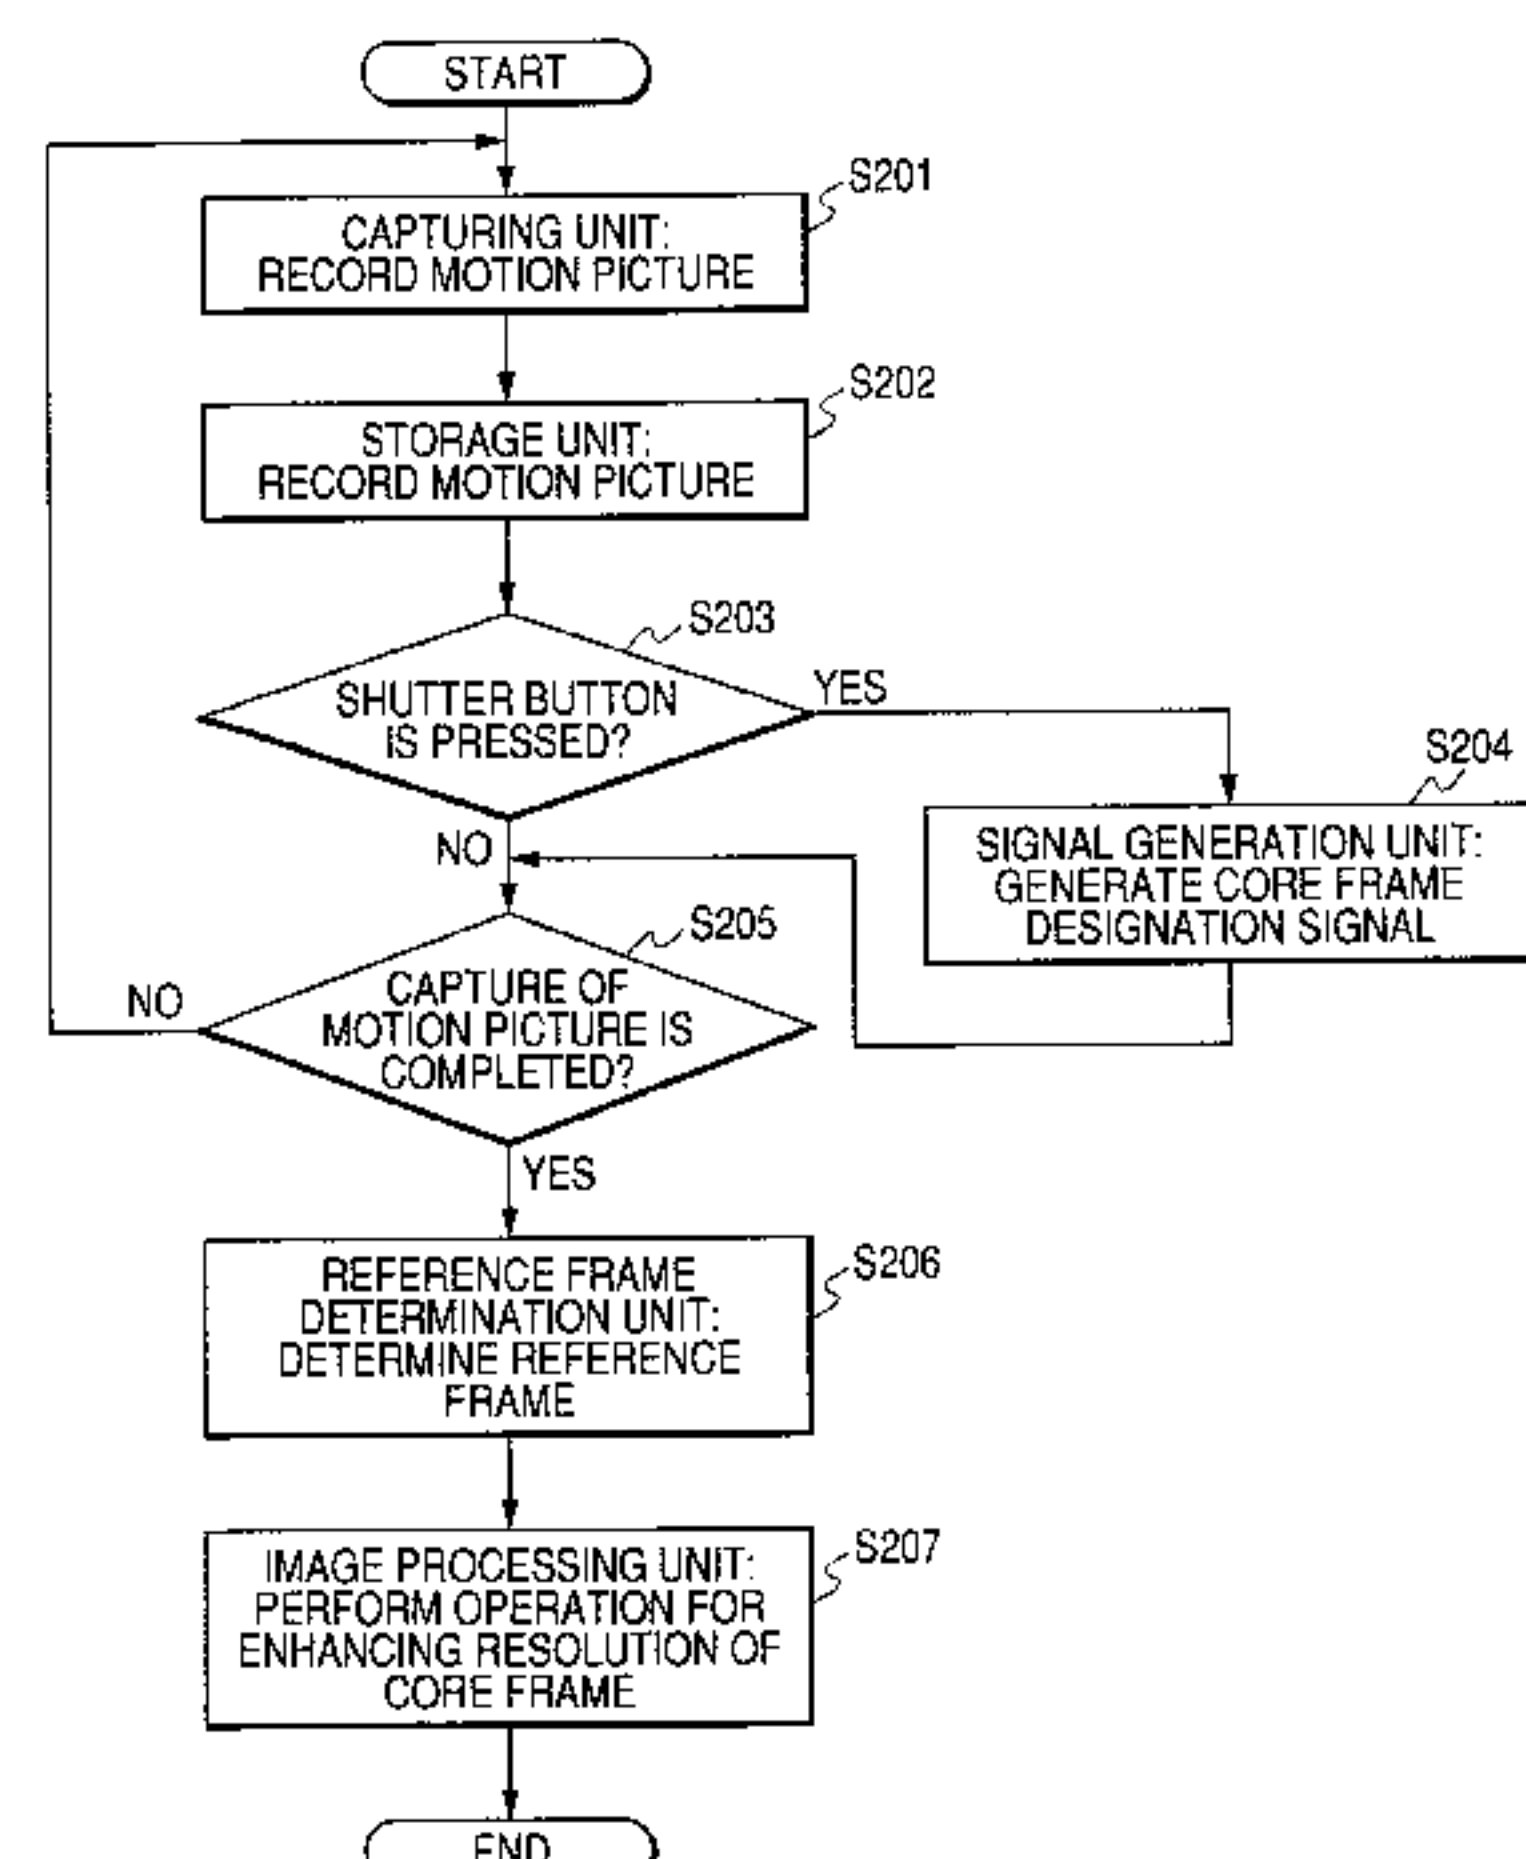 START
S201
CAPTURING UNIT:
RECORD MOTION PICTURE
S202
STORAGE UNIT:
RECORD MOTION PICTURE
S203
SHUTTER BUTTON
IS PRESSED?
YES
NO
S204
SIGNAL GENERATION UNIT:
GENERATE CORE FRAME
DESIGNATION SIGNAL
S205
CAPTURE OF
MOTION PICTURE IS
COMPLETED?
NO
YES
S206
REFERENCE FRAME
DETERMINATION UNIT:
DETERMINE REFERENCE
FRAME
S207
IMAGE PROCESSING UNIT:
PERFORM OPERATION FOR
ENHANCING RESOLUTION OF
CORE FRAME
END